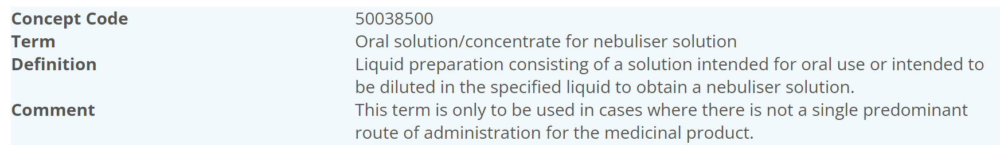 Concept Code 50038500
Term Oral solution/concentrate for nebuliser solution
Definition Liquid preparation consisting of a solution intended for oral use or intended to
be diluted in the specified liquid to obtain a nebuliser solution.
Comment This term is only to be used in cases where there is not a single predominant
route of administration for the medicinal product.